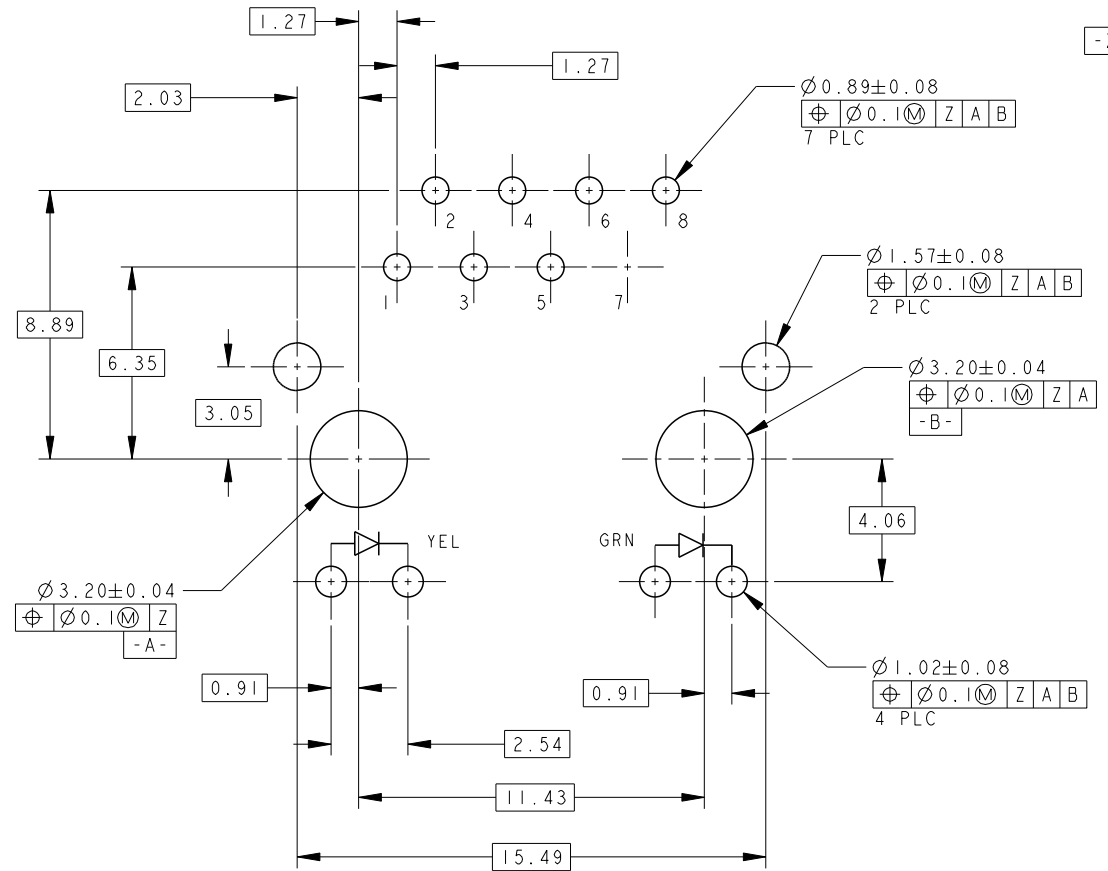 1.27
-
1.27
2.03
Ø0.89±0.08
⌖ Ø0.1Ⓜ Z A B
7 PLC
2 4 6 8
Ø1.57±0.08
⌖ Ø0.1Ⓜ Z A B
2 PLC
1 3 5 7
8.89
6.35
Ø3.20±0.04
⌖ Ø0.1Ⓜ Z A
-B-
3.05
4.06
YEL GRN
Ø3.20±0.04
⌖ Ø0.1Ⓜ Z
-A-
Ø1.02±0.08
⌖ Ø0.1Ⓜ Z A B
4 PLC
0.91
0.91
2.54
11.43
15.49